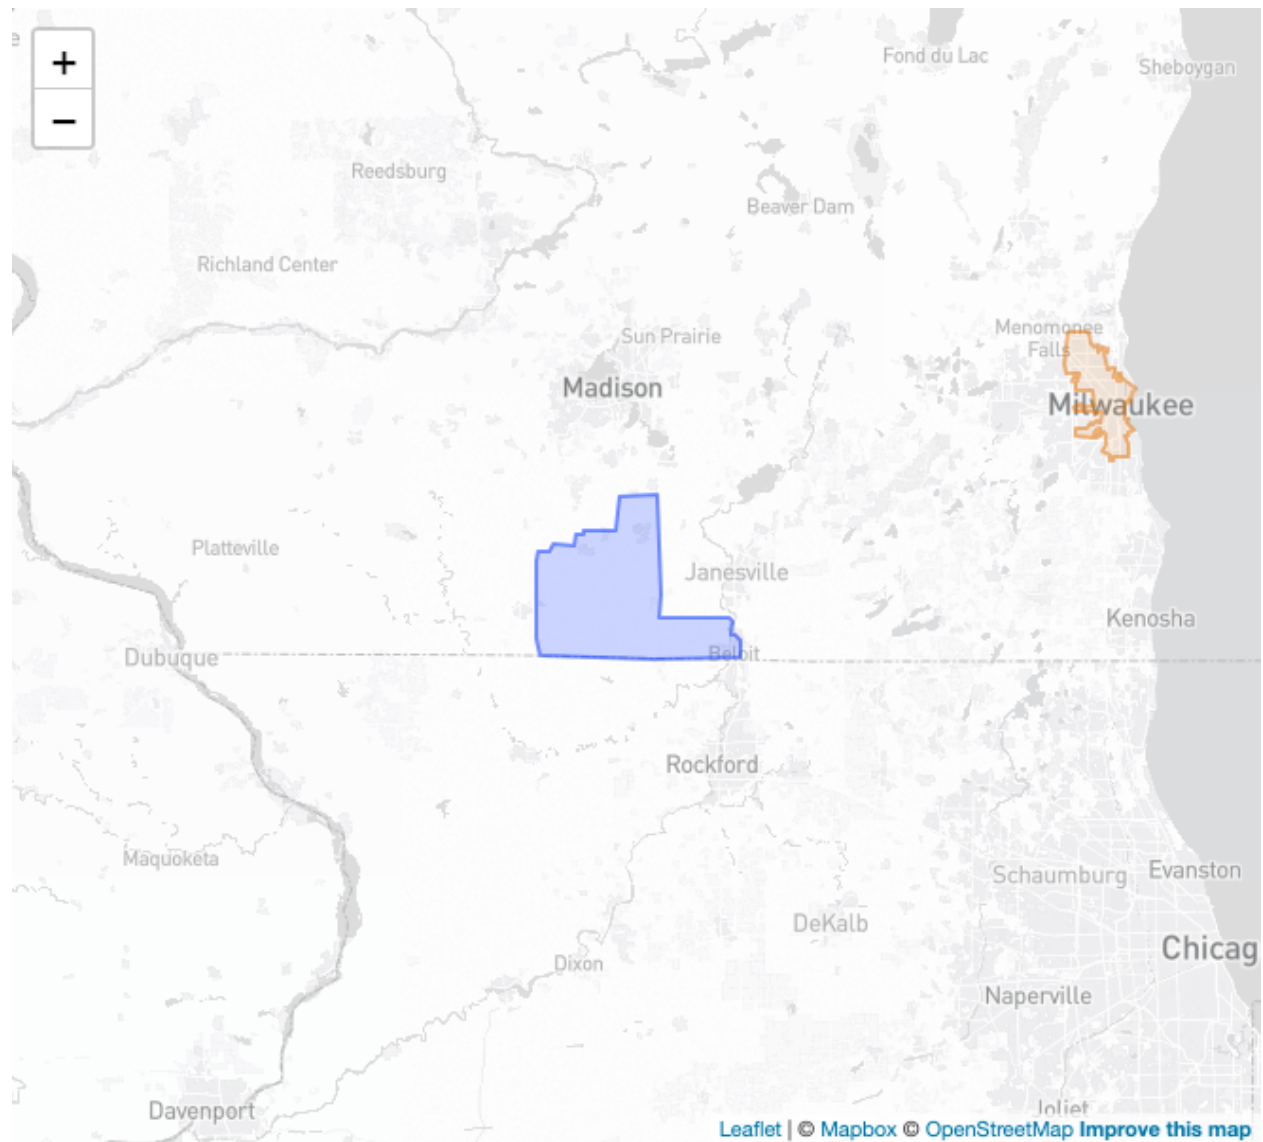 e
+
−
Fond du Lac
Sheboygan
Reedsburg
Beaver Dam
Richland Center
Sun Prairie
Menomonee
Falls
Madison
Milwaukee
Platteville
Janesville
Kenosha
Dubuque
Beloit
Rockford
Maquoketa
Schaumburg
Evanston
DeKalb
Chicag
Dixon
Naperville
Davenport
Joliet
Leaflet | © Mapbox © OpenStreetMap Improve this map